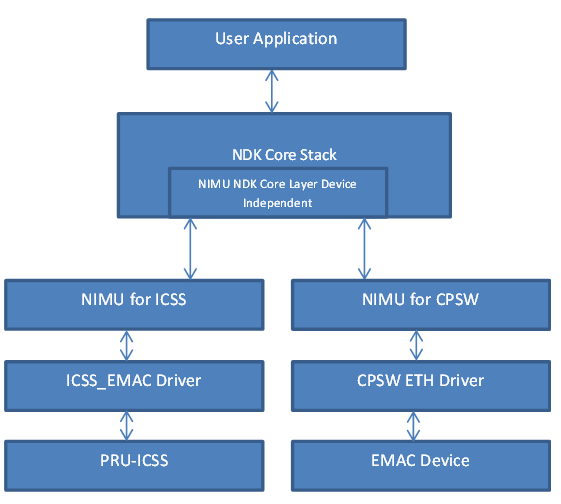 User Application
NDK Core Stack
NIMU NDK Core Layer Device
Independent
NIMU for ICSS
NIMU for CPSW
ICSS_EMAC Driver
CPSW ETH Driver
PRU-ICSS
EMAC Device